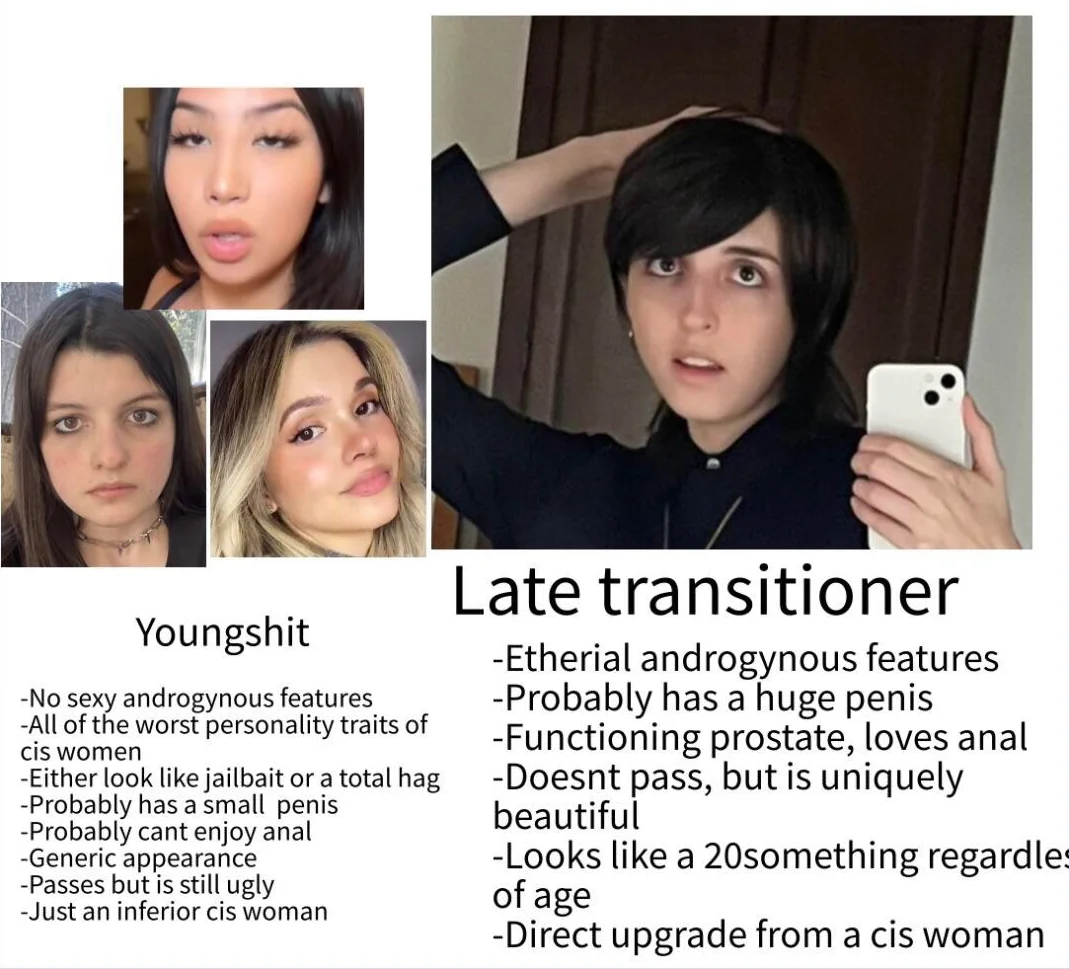 Youngshit
-No sexy androgynous features
-All of the worst personality traits of
cis women
-Either look like jailbait or a total hag
-Probably has a small  penis
-Probably cant enjoy anal
-Generic appearance
-Passes but is still ugly
-Just an inferior cis woman
Late transitioner
-Etherial androgynous features
-Probably has a huge penis
-Functioning prostate, loves anal
-Doesnt pass, but is uniquely
beautiful
-Looks like a 20something regardles
of age
-Direct upgrade from a cis woman